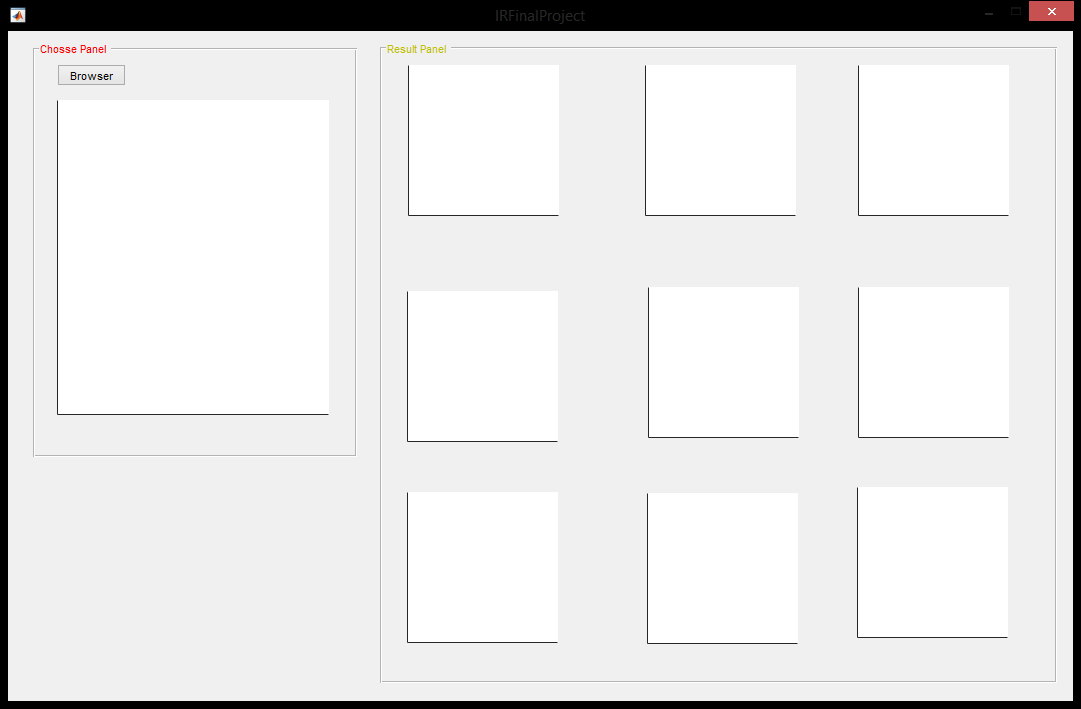 IRFinalProject
Chosse Panel
Browser
Result Panel